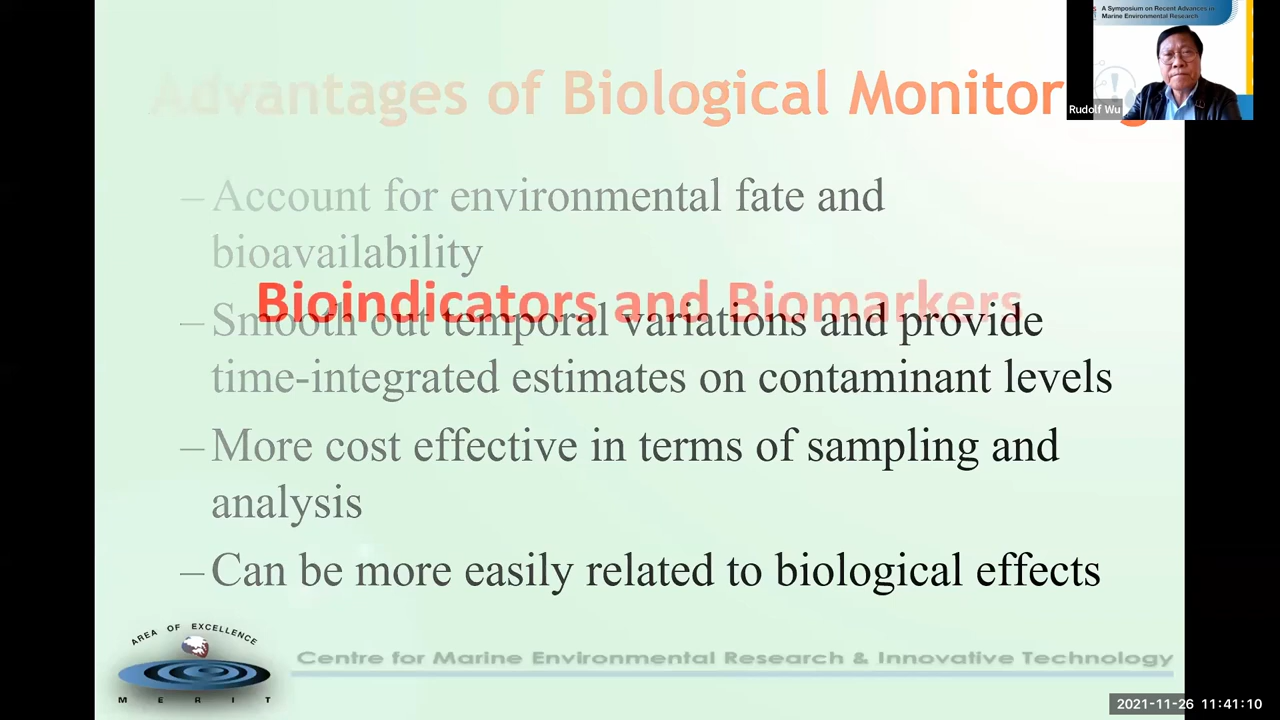 A Symposium on Recent Advances in
Marine Environmental Research
Rudolf Wu
Advantages of Biological Monitor
– Account for environmental fate and
bioavailability
Bioindicators and Biomarkers
– Smooth out temporal variations and provide
time-integrated estimates on contaminant levels
– More cost effective in terms of sampling and
analysis
– Can be more easily related to biological effects
AREA OF EXCELLENCE
MERIT
Centre for Marine Environmental Research & Innovative Technology
2021-11-26 11:41:10